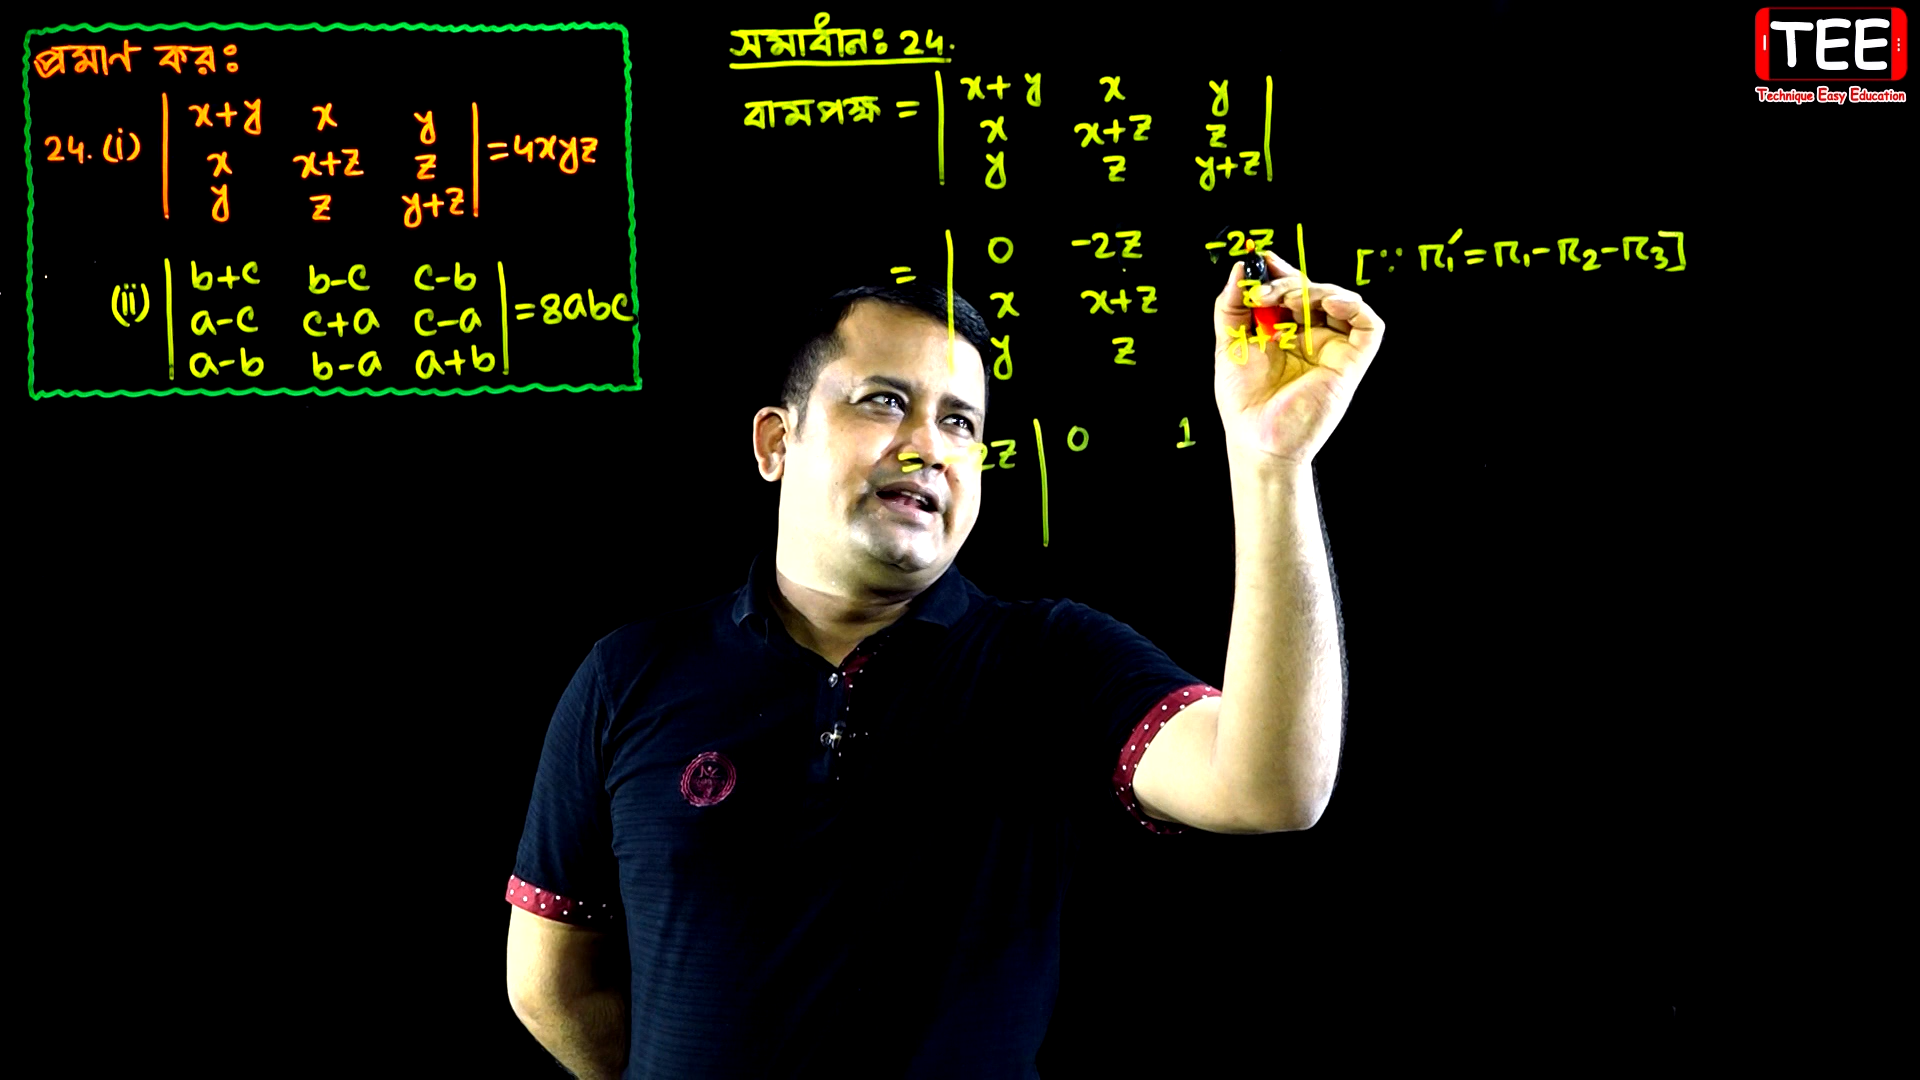 প্রমাণ করঃ
24. (i) | x+y x y |
| x x+z z | =4xyz
| y z y+z |
(ii) | b+c b-c c-b |
| a-c c+a c-a | =8abc
| a-b b-a a+b |
সমাধানঃ 24.
বামপক্ষ = | x+y x y |
| x x+z z |
| y z y+z |
= | 0 -2z -2z | [∵ r₁′=r₁-r₂-r₃]
| x x+z z |
| y z y+z |
= -2z | 0 1
TEE
Technique Easy Education